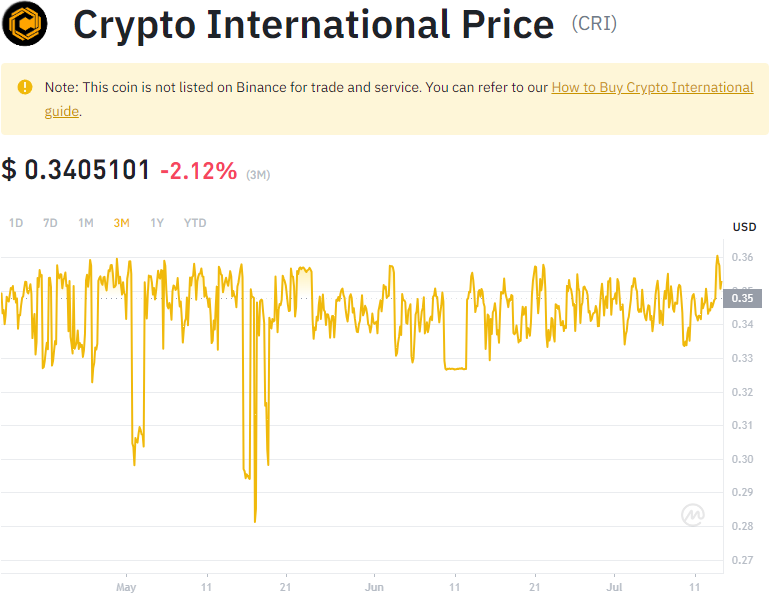 Crypto International Price (CRI)
Note: This coin is not listed on Binance for trade and service. You can refer to our How to Buy Crypto International
guide.
$ 0.3405101 -2.12% (3M)
1D 7D 1M 3M 1Y YTD
USD
0.36
0.35
0.34
0.33
0.32
0.31
0.30
0.29
0.28
0.27
May 11 21 Jun 11 21 Jul 11